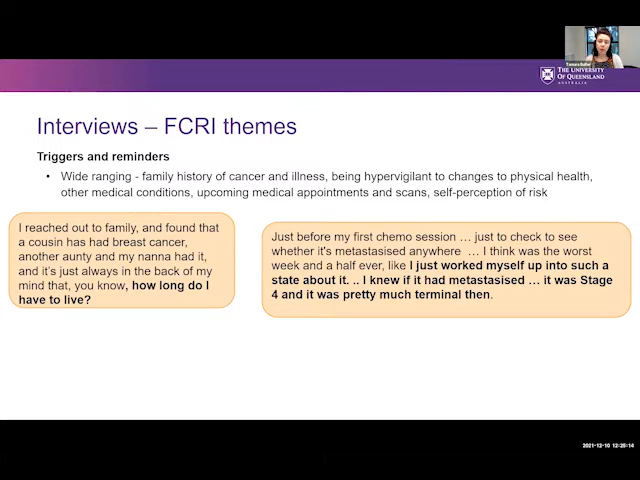 Tamara Butler
THE UNIVERSITY
OF QUEENSLAND
AUSTRALIA
Interviews – FCRI themes
Triggers and reminders
• Wide ranging - family history of cancer and illness, being hypervigilant to changes to physical health,
other medical conditions, upcoming medical appointments and scans, self-perception of risk
I reached out to family, and found that
a cousin has had breast cancer,
another aunty and my nanna had it,
and it's just always in the back of my
mind that, you know, how long do I
have to live?
Just before my first chemo session … just to check to see
whether it's metastasised anywhere … I think was the worst
week and a half ever, like I just worked myself up into such a
state about it. .. I knew if it had metastasised … it was Stage
4 and it was pretty much terminal then.
2021-12-10 12:25:14